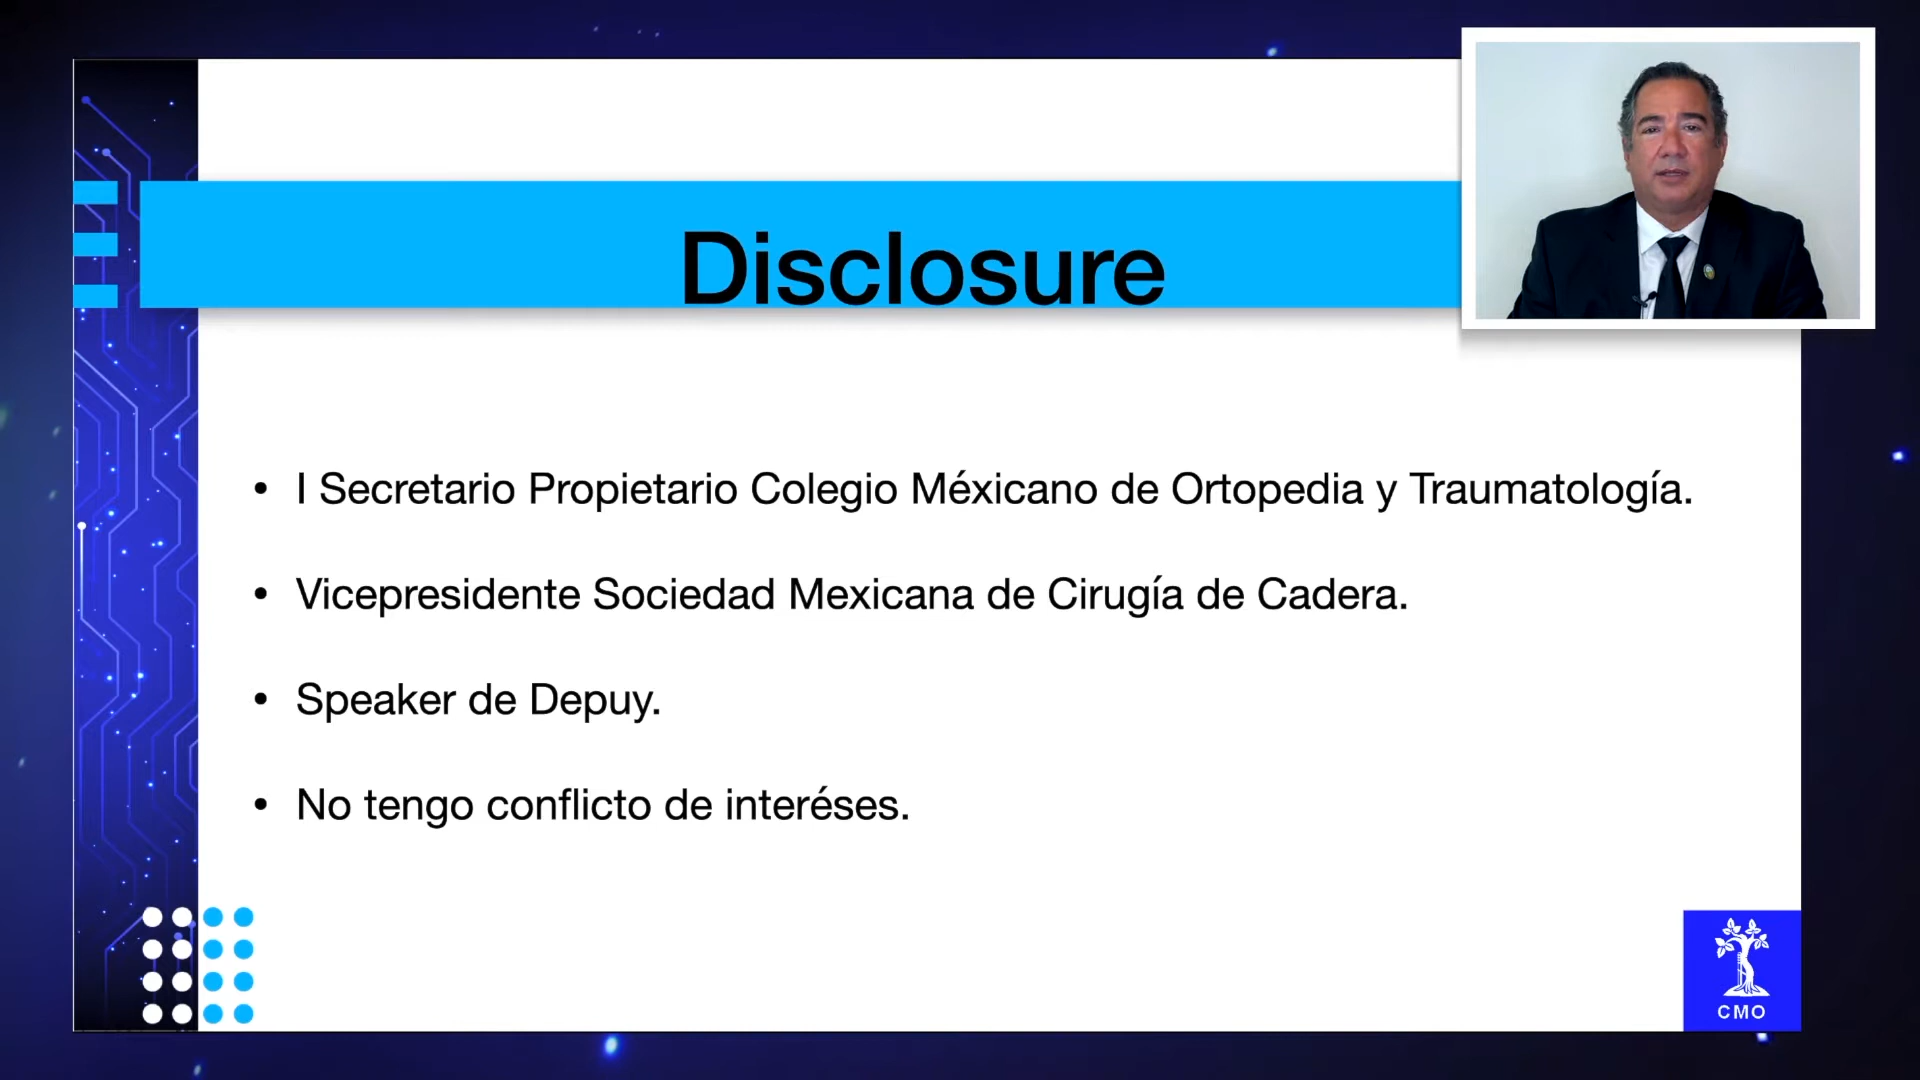 Disclosure
• I Secretario Propietario Colegio Méxicano de Ortopedia y Traumatología.
• Vicepresidente Sociedad Mexicana de Cirugía de Cadera.
• Speaker de Depuy.
• No tengo conflicto de interéses.
CMO